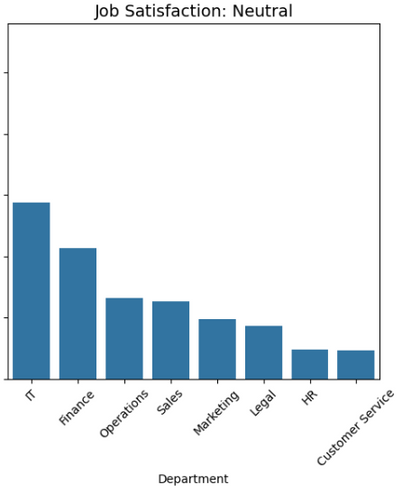 Job Satisfaction: Neutral
IT
Finance
Operations
Sales
Marketing
Legal
HR
Customer Service
Department